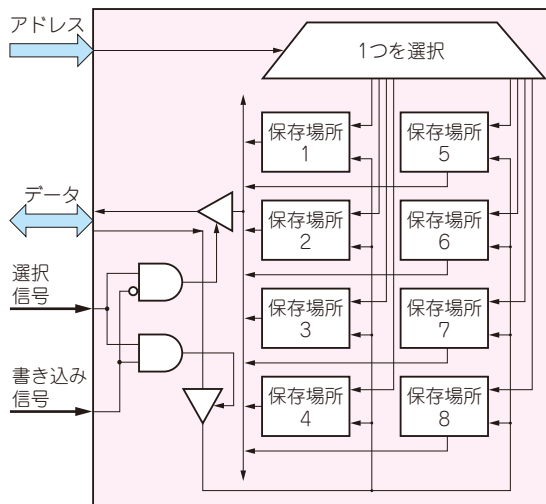 アドレス
1つを選択
データ
選択
信号
書き込み
信号
保存場所
1
保存場所
2
保存場所
3
保存場所
4
保存場所
5
保存場所
6
保存場所
7
保存場所
8